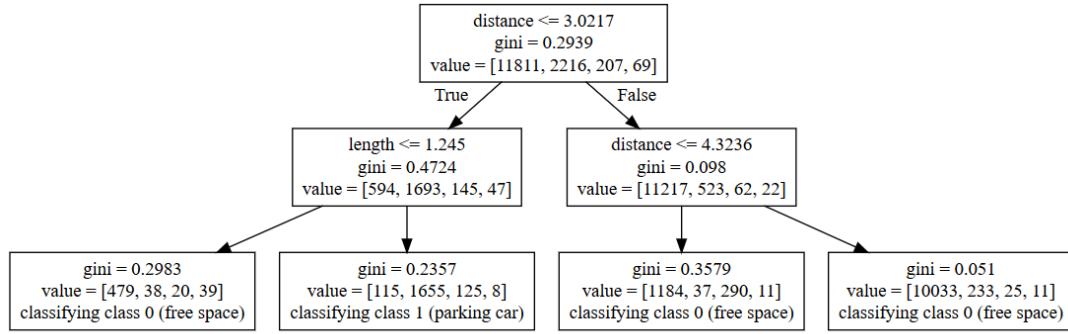 distance <= 3.0217
gini = 0.2939
value = [11811, 2216, 207, 69]
True
False
length <= 1.245
gini = 0.4724
value = [594, 1693, 145, 47]
distance <= 4.3236
gini = 0.098
value = [11217, 523, 62, 22]
gini = 0.2983
value = [479, 38, 20, 39]
classifying class 0 (free space)
gini = 0.2357
value = [115, 1655, 125, 8]
classifying class 1 (parking car)
gini = 0.3579
value = [1184, 37, 290, 11]
classifying class 0 (free space)
gini = 0.051
value = [10033, 233, 25, 11]
classifying class 0 (free space)